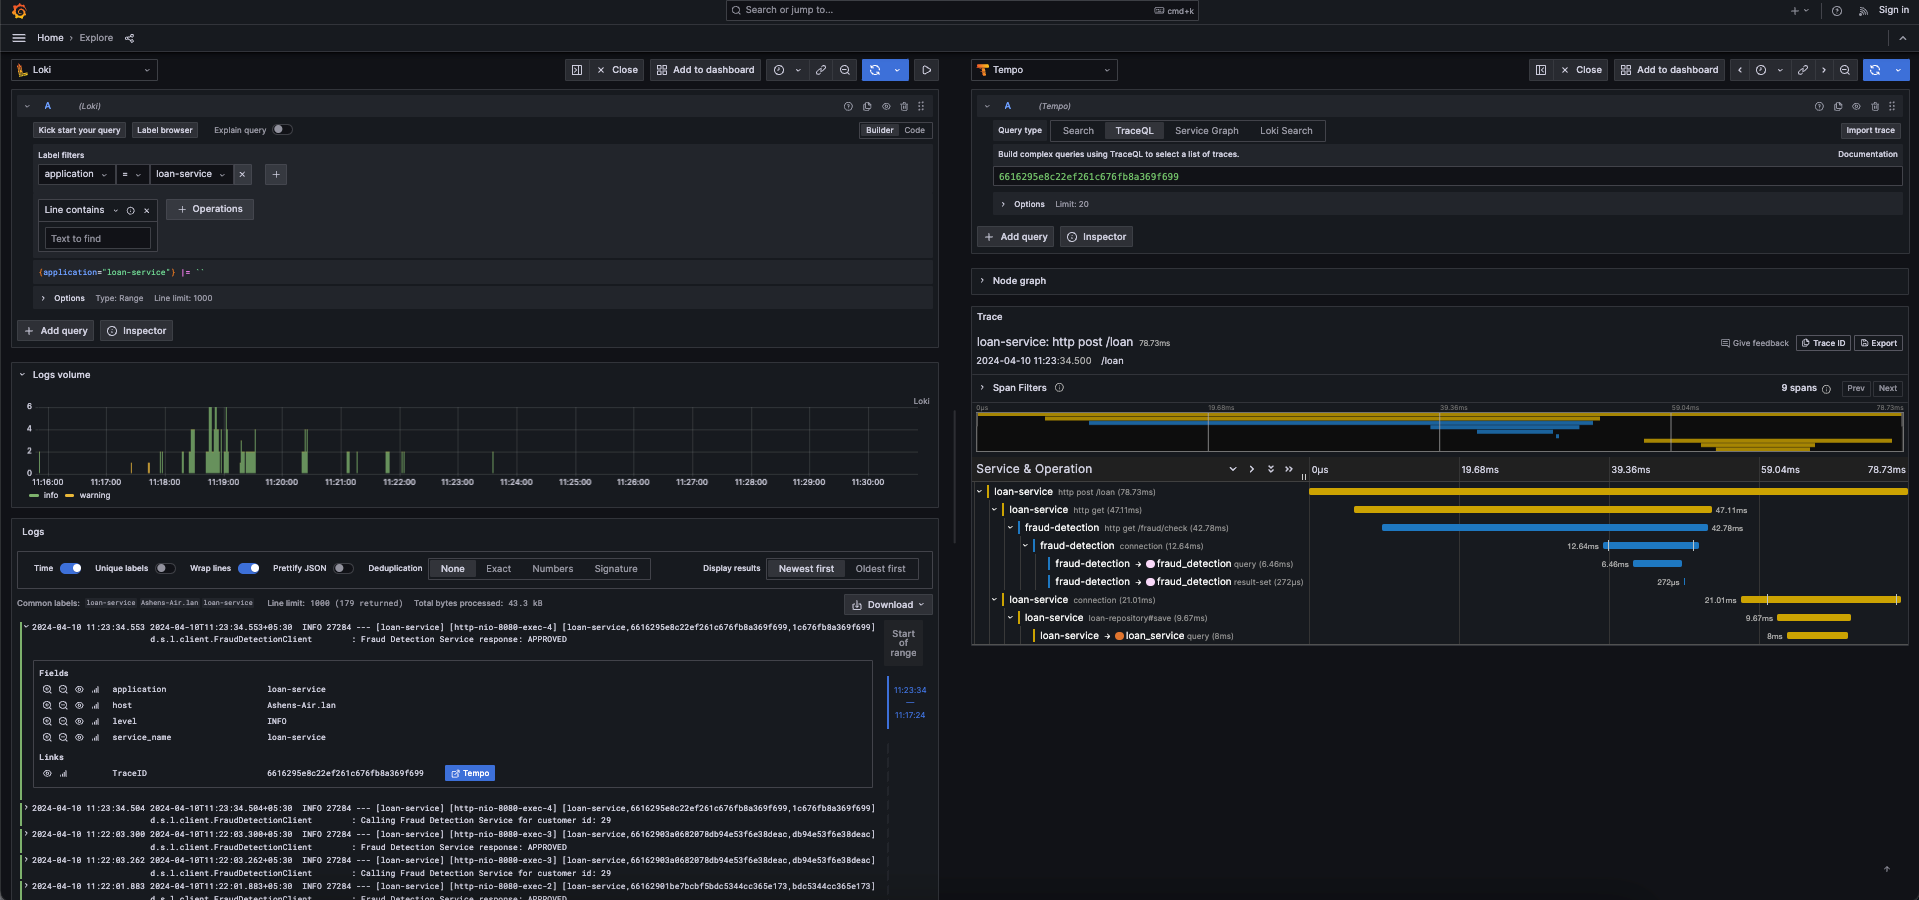 Search or jump to...
cmd+k
Sign in
Home › Explore
Loki
Close
Add to dashboard
A (Loki)
Kick start your query
Label browser
Explain query
Builder
Code
Label filters
application
=
loan-service
Line contains
Operations
Text to find
{application="loan-service"} |= ``
Options Type: Range Line limit: 1000
Add query
Inspector
Logs volume
Loki
6
4
2
0
11:16:00 11:17:00 11:18:00 11:19:00 11:20:00 11:21:00 11:22:00 11:23:00 11:24:00 11:25:00 11:26:00 11:27:00 11:28:00 11:29:00 11:30:00
info warning
Logs
Time
Unique labels
Wrap lines
Prettify JSON
Deduplication
None Exact Numbers Signature
Display results
Newest first Oldest first
Common labels: loan-service Ashens-Air.lan loan-service Line limit: 1000 (179 returned) Total bytes processed: 43.3 kB
Download
2024-04-10 11:23:34.553 2024-04-10T11:23:34.553+05:30 INFO 27284 --- [loan-service] [http-nio-8080-exec-4] [loan-service,6616295e8c22ef261c676fb8a369f699,1c676fb8a369f699]
d.s.l.client.FraudDetectionClient : Fraud Detection Service response: APPROVED
Start
of
range
Fields
application loan-service
host Ashens-Air.lan
level INFO
service_name loan-service
Links
TraceID 6616295e8c22ef261c676fb8a369f699 Tempo
11:23:34
—
11:17:24
2024-04-10 11:23:34.504 2024-04-10T11:23:34.504+05:30 INFO 27284 --- [loan-service] [http-nio-8080-exec-4] [loan-service,6616295e8c22ef261c676fb8a369f699,1c676fb8a369f699]
d.s.l.client.FraudDetectionClient : Calling Fraud Detection Service for customer id: 29
2024-04-10 11:22:03.300 2024-04-10T11:22:03.300+05:30 INFO 27284 --- [loan-service] [http-nio-8080-exec-3] [loan-service,66162903a0682078db94e53f6e38deac,db94e53f6e38deac]
d.s.l.client.FraudDetectionClient : Fraud Detection Service response: APPROVED
2024-04-10 11:22:03.262 2024-04-10T11:22:03.262+05:30 INFO 27284 --- [loan-service] [http-nio-8080-exec-3] [loan-service,66162903a0682078db94e53f6e38deac,db94e53f6e38deac]
d.s.l.client.FraudDetectionClient : Calling Fraud Detection Service for customer id: 29
2024-04-10 11:22:01.883 2024-04-10T11:22:01.883+05:30 INFO 27284 --- [loan-service] [http-nio-8080-exec-2] [loan-service,66162901be7bcbf5bdc5344cc365e173,bdc5344cc365e173]
d.s.l.client.FraudDetectionClient : Fraud Detection Service response: APPROVED
Tempo
Close
Add to dashboard
A (Tempo)
Query type
Search
TraceQL
Service Graph
Loki Search
Import trace
Build complex queries using TraceQL to select a list of traces.
Documentation
6616295e8c22ef261c676fb8a369f699
Options Limit: 20
Add query
Inspector
Node graph
Trace
loan-service: http post /loan 78.73ms
Give feedback
Trace ID
Export
2024-04-10 11:23:34.500 /loan
Span Filters
9 spans
Prev
Next
0µs 19.68ms 39.36ms 59.04ms 78.73ms
Service & Operation
0µs 19.68ms 39.36ms 59.04ms 78.73ms
loan-service http post /loan (78.73ms)
loan-service http get (47.11ms) 47.11ms
fraud-detection http get /fraud/check (42.78ms) 42.78ms
fraud-detection connection (12.64ms) 12.64ms
fraud-detection → fraud_detection query (6.46ms) 6.46ms
fraud-detection → fraud_detection result-set (272µs) 272µs
loan-service connection (21.01ms) 21.01ms
loan-service loan-repository#save (9.67ms) 9.67ms
loan-service → loan_service query (8ms) 8ms